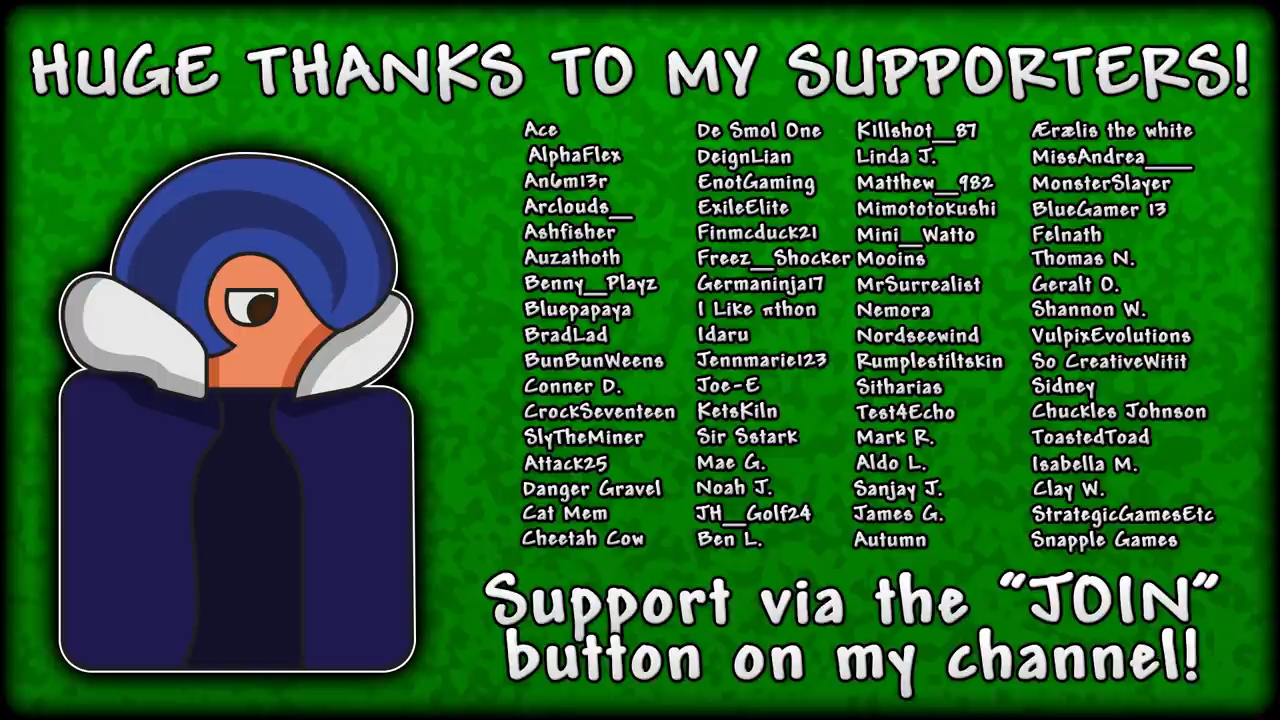 HUGE THANKS TO MY SUPPORTERS!
Ace
AlphaFlex
An6m13r
Arclouds__
Ashfisher
Auzathoth
Benny__Playz
Bluepapaya
BradLad
BunBunWeens
Conner D.
CrockSeventeen
SlyTheMiner
Attack25
Danger Gravel
Cat Mem
Cheetah Cow
De Smol One
DeignLian
EnotGaming
ExileElite
Finmcduck21
Freez__Shocker
Germaninja17
I Like πthon
Idaru
Jennmarie123
Joe-E
KetsKiln
Sir Sstark
Mae G.
Noah J.
JH__Golf24
Ben L.
Killshot__87
Linda J.
Matthew__982
Mimototokushi
Mini__Watto
Mooins
MrSurrealist
Nemora
Nordseewind
Rumplestiltskin
Sitharias
Test4Echo
Mark R.
Aldo L.
Sanjay J.
James G.
Autumn
Ærælis the white
MissAndrea____
MonsterSlayer
BlueGamer 13
Felnath
Thomas N.
Geralt O.
Shannon W.
VulpixEvolutions
So CreativeWitit
Sidney
Chuckles Johnson
ToastedToad
Isabella M.
Clay W.
StrategicGamesEtc
Snapple Games
Support via the “JOIN”
button on my channel!